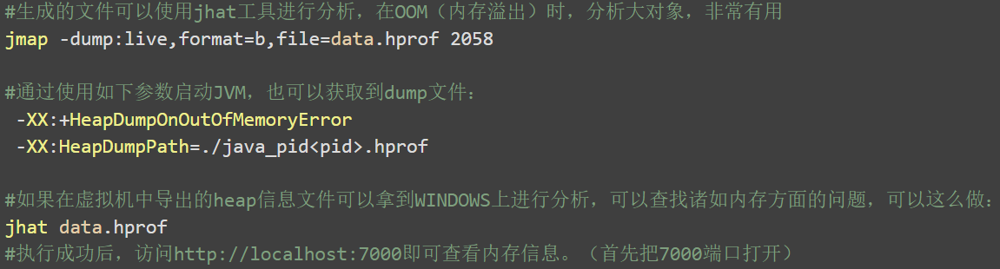 #生成的文件可以使用jhat工具进行分析，在OOM（内存溢出）时，分析大对象，非常有用
jmap -dump:live,format=b,file=data.hprof 2058
#通过使用如下参数启动JVM，也可以获取到dump文件：
-XX:+HeapDumpOnOutOfMemoryError
-XX:HeapDumpPath=./java_pid<pid>.hprof
#如果在虚拟机中导出的heap信息文件可以拿到WINDOWS上进行分析，可以查找诸如内存方面的问题，可以这么做：
jhat data.hprof
#执行成功后，访问http://localhost:7000即可查看内存信息。（首先把7000端口打开）